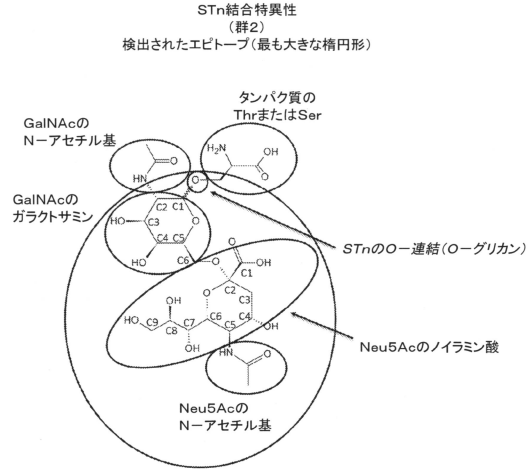 STn結合特異性
(群2)
検出されたエピトープ(最も大きな楕円形)
タンパク質の
ThrまたはSer
GalNAcの
N-アセチル基
H₂N
OH
O
O
HN
O
GalNAcの
ガラクトサミン
C2 C1
HO
C3
O
C4 C5
HO
C6
STnのO-連結(O-グリカン)
O
O
C1
OH
C2
O
C3
OH
HO
C9
C8
C7
C6
C4
C5
OH
OH
HN
O
Neu5Acのノイラミン酸
Neu5Acの
N-アセチル基